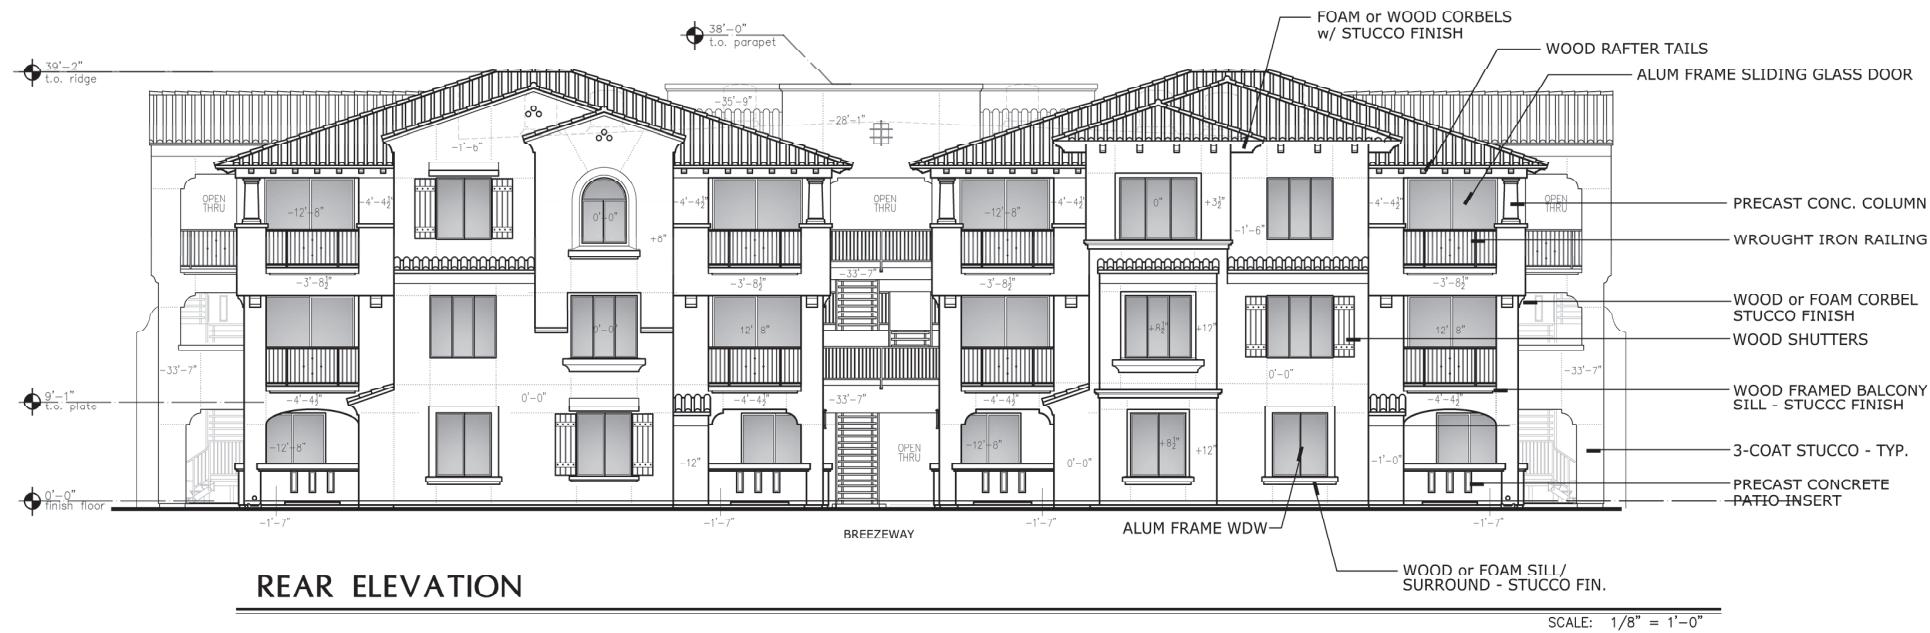 FOAM or WOOD CORBELS
w/ STUCCO FINISH
38'-0"
t.o. parapet
WOOD RAFTER TAILS
39'-2"
t.o. ridge
ALUM FRAME SLIDING GLASS DOOR
-35'-9"
-28'-1"
-1'-6"
OPEN
THRU
-12'-8"
-4'-4½"
0'-0"
+8"
-4'-4½"
-12'-8"
OPEN
THRU
-12'-8"
-4'-4½"
0"
+3½"
-1'-6"
-4'-4½"
-12'-8"
OPEN
THRU
PRECAST CONC. COLUMN
WROUGHT IRON RAILING
-3'-8½"
-3'-8½"
-33'-7"
-3'-8½"
-3'-8½"
WOOD or FOAM CORBEL
STUCCO FINISH
0'-0"
12' 8"
+8½"
+12"
12' 8"
WOOD SHUTTERS
-33'-7"
0'-0"
-33'-7"
9'-1"
t.o. plate
-4'-4½"
0'-0"
-4'-4½"
-33'-7"
-4'-4½"
-4'-4½"
WOOD FRAMED BALCONY
SILL - STUCCC FINISH
-12'-8"
-12"
OPEN
THRU
-12'-8"
0'-0"
+8½"
+12"
-1'-0"
3-COAT STUCCO - TYP.
0'-0"
finish floor
PRECAST CONCRETE
PATIO INSERT
-1'-7"
-1'-7"
-1'-7"
-1'-7"
BREEZEWAY
ALUM FRAME WDW
WOOD or FOAM SILL/
SURROUND - STUCCO FIN.
REAR ELEVATION
SCALE: 1/8" = 1'-0"